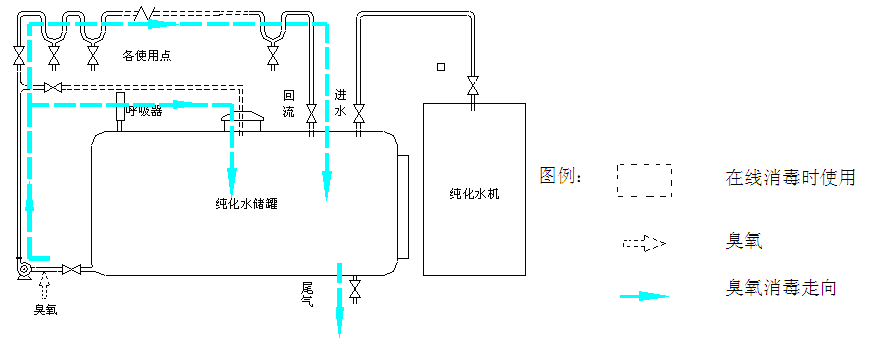 各使用点
回流
进水
呼吸器
纯化水储罐
纯化水机
尾气
臭氧
图例：
在线消毒时使用
臭氧
臭氧消毒走向